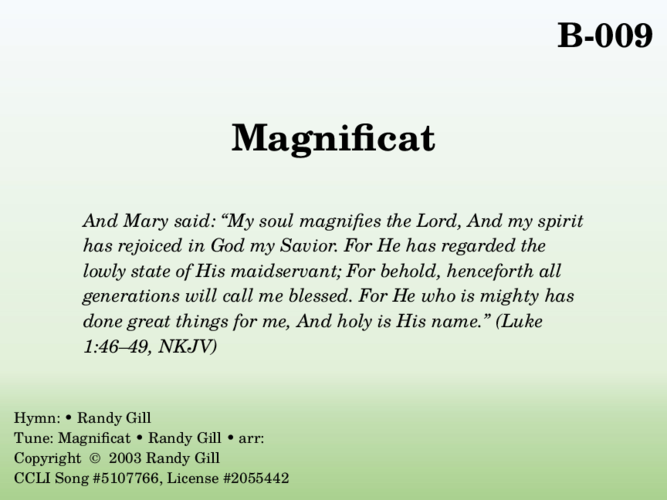 B-009
Magnificat
And Mary said: “My soul magnifies the Lord, And my spirit
has rejoiced in God my Savior. For He has regarded the
lowly state of His maidservant; For behold, henceforth all
generations will call me blessed. For He who is mighty has
done great things for me, And holy is His name.” (Luke
1:46–49, NKJV)
Hymn: • Randy Gill
Tune: Magnificat • Randy Gill • arr:
Copyright © 2003 Randy Gill
CCLI Song #5107766, License #2055442